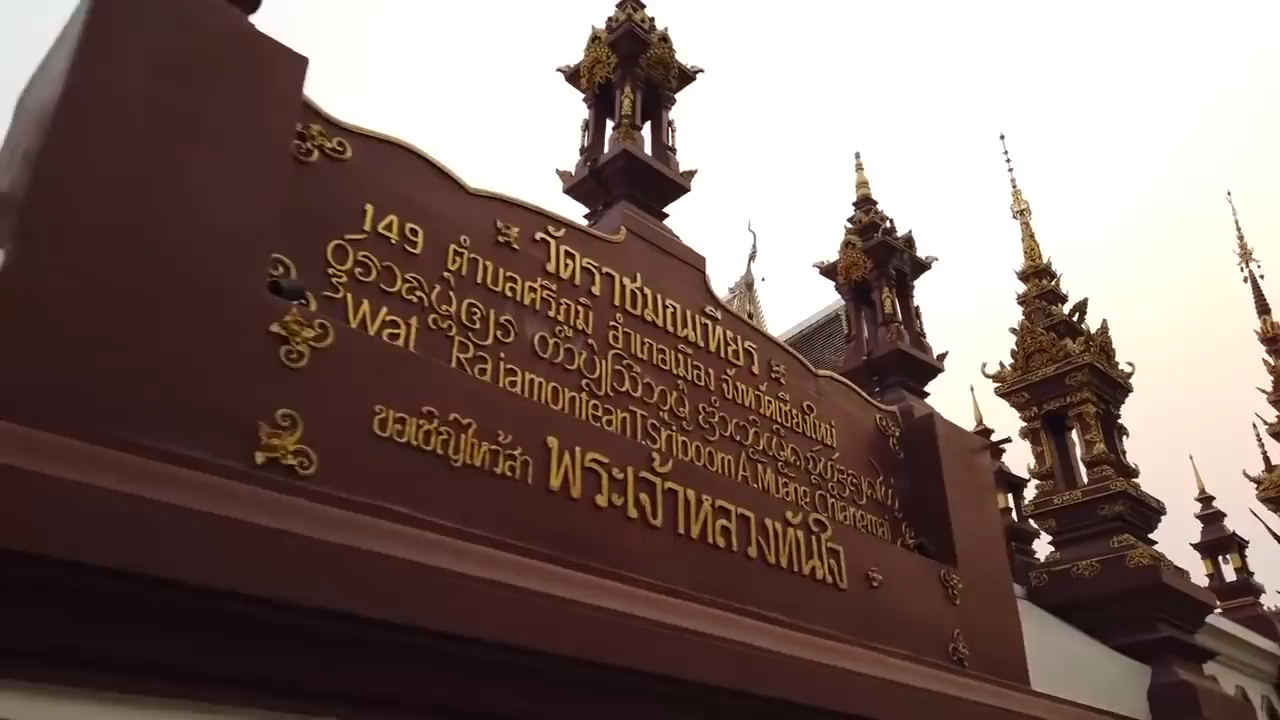 วัดราชมณเฑียร
149 ตำบลศรีภูมิ อำเภอเมือง จังหวัดเชียงใหม่
Wat Rajamontean T.Sriboom A.Muang Chiangmai
ขอเชิญไหว้สา พระเจ้าหลวงทันใจ